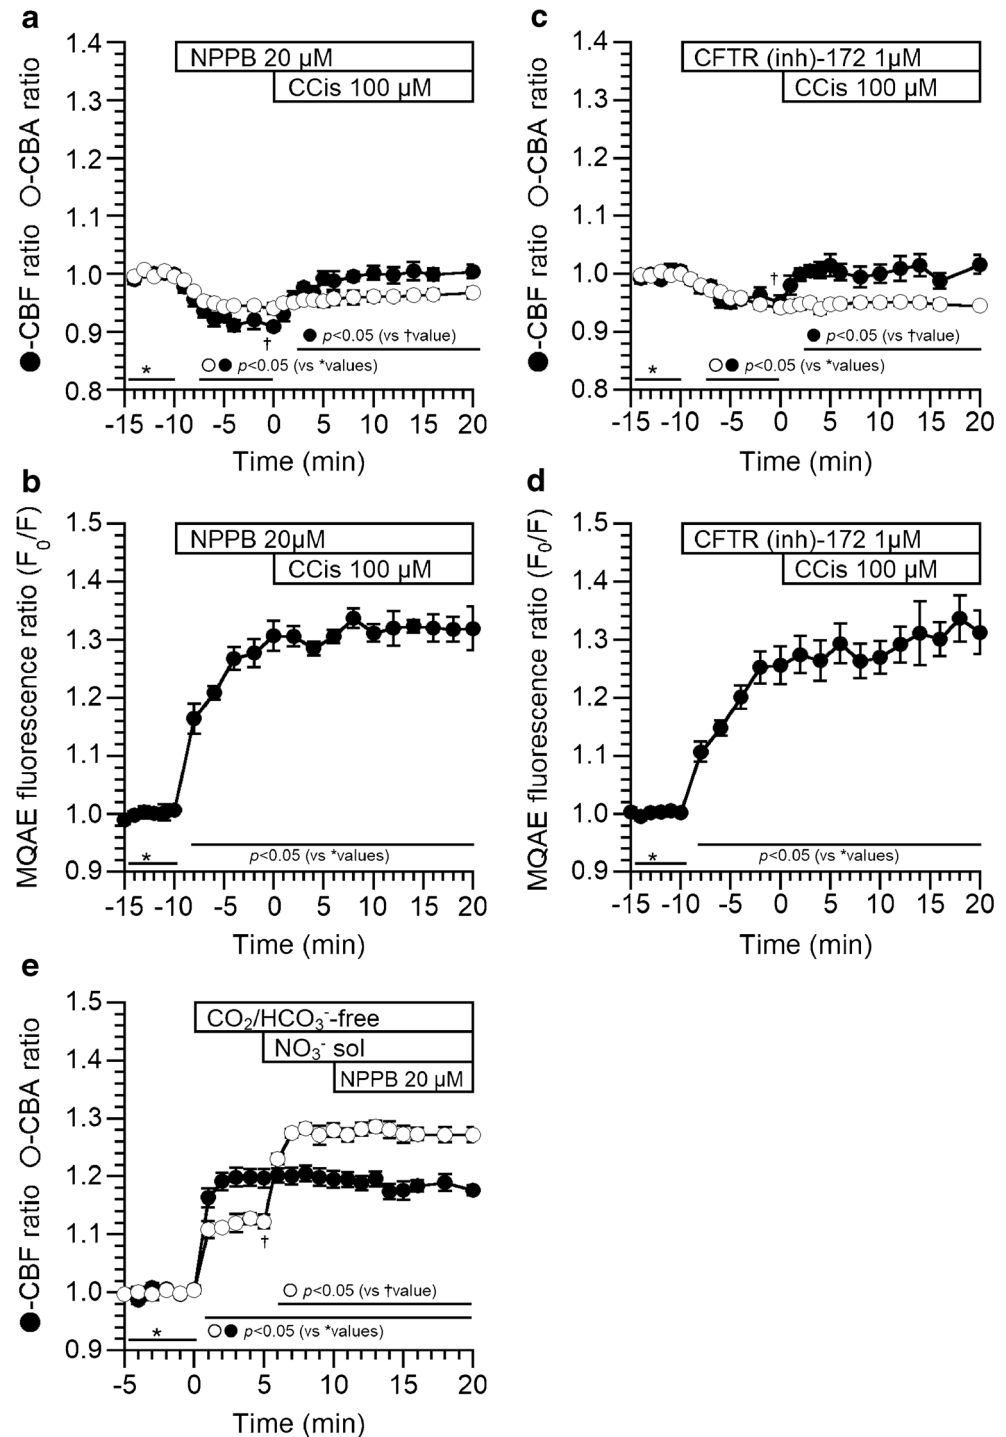 a
NPPB 20 µM
CCis 100 µM
●-CBF ratio ○-CBA ratio
1.4
1.3
1.2
1.1
1.0
0.9
0.8
†
● p<0.05 (vs †value)
○● p<0.05 (vs *values)
*
-15 -10 -5 0 5 10 15 20
Time (min)
c
CFTR (inh)-172 1µM
CCis 100 µM
●-CBF ratio ○-CBA ratio
1.4
1.3
1.2
1.1
1.0
0.9
0.8
†
● p<0.05 (vs †value)
○● p<0.05 (vs *values)
*
-15 -10 -5 0 5 10 15 20
Time (min)
b
NPPB 20µM
CCis 100 µM
MQAE fluorescence ratio (F₀/F)
1.5
1.4
1.3
1.2
1.1
1.0
0.9
*
p<0.05 (vs *values)
-15 -10 -5 0 5 10 15 20
Time (min)
d
CFTR (inh)-172 1µM
CCis 100 µM
MQAE fluorescence ratio (F₀/F)
1.5
1.4
1.3
1.2
1.1
1.0
0.9
*
p<0.05 (vs *values)
-15 -10 -5 0 5 10 15 20
Time (min)
e
CO₂/HCO₃⁻-free
NO₃⁻ sol
NPPB 20 µM
●-CBF ratio ○-CBA ratio
1.5
1.4
1.3
1.2
1.1
1.0
0.9
†
○ p<0.05 (vs †value)
○● p<0.05 (vs *values)
*
-5 0 5 10 15 20
Time (min)